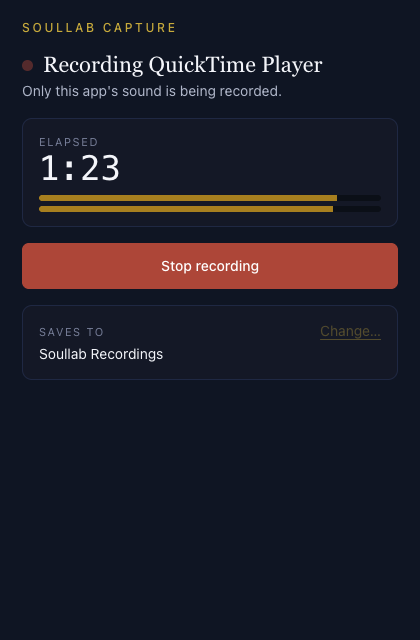 SOULLAB CAPTURE
Recording QuickTime Player
Only this app's sound is being recorded.
ELAPSED
1:23
Stop recording
SAVES TO
Change...
Soullab Recordings